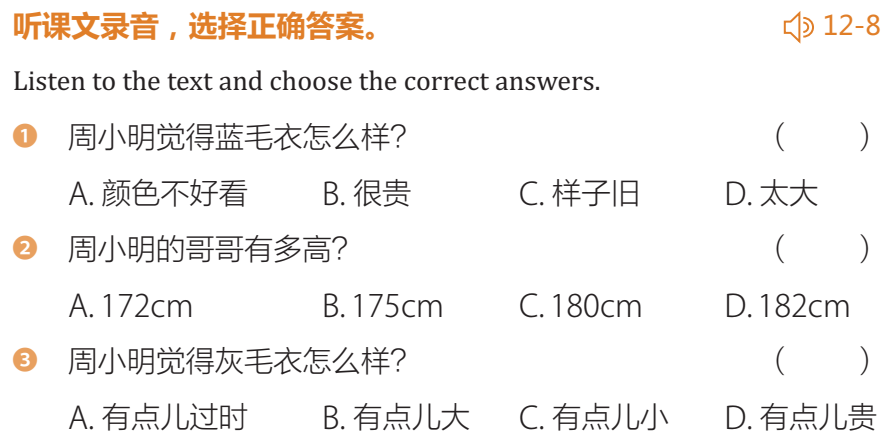 听课文录音，选择正确答案。 12-8
Listen to the text and choose the correct answers.
1 周小明觉得蓝毛衣怎么样？ （ ）
A. 颜色不好看 B. 很贵 C. 样子旧 D. 太大
2 周小明的哥哥有多高？ （ ）
A. 172cm B. 175cm C. 180cm D. 182cm
3 周小明觉得灰毛衣怎么样？ （ ）
A. 有点儿过时 B. 有点儿大 C. 有点儿小 D. 有点儿贵